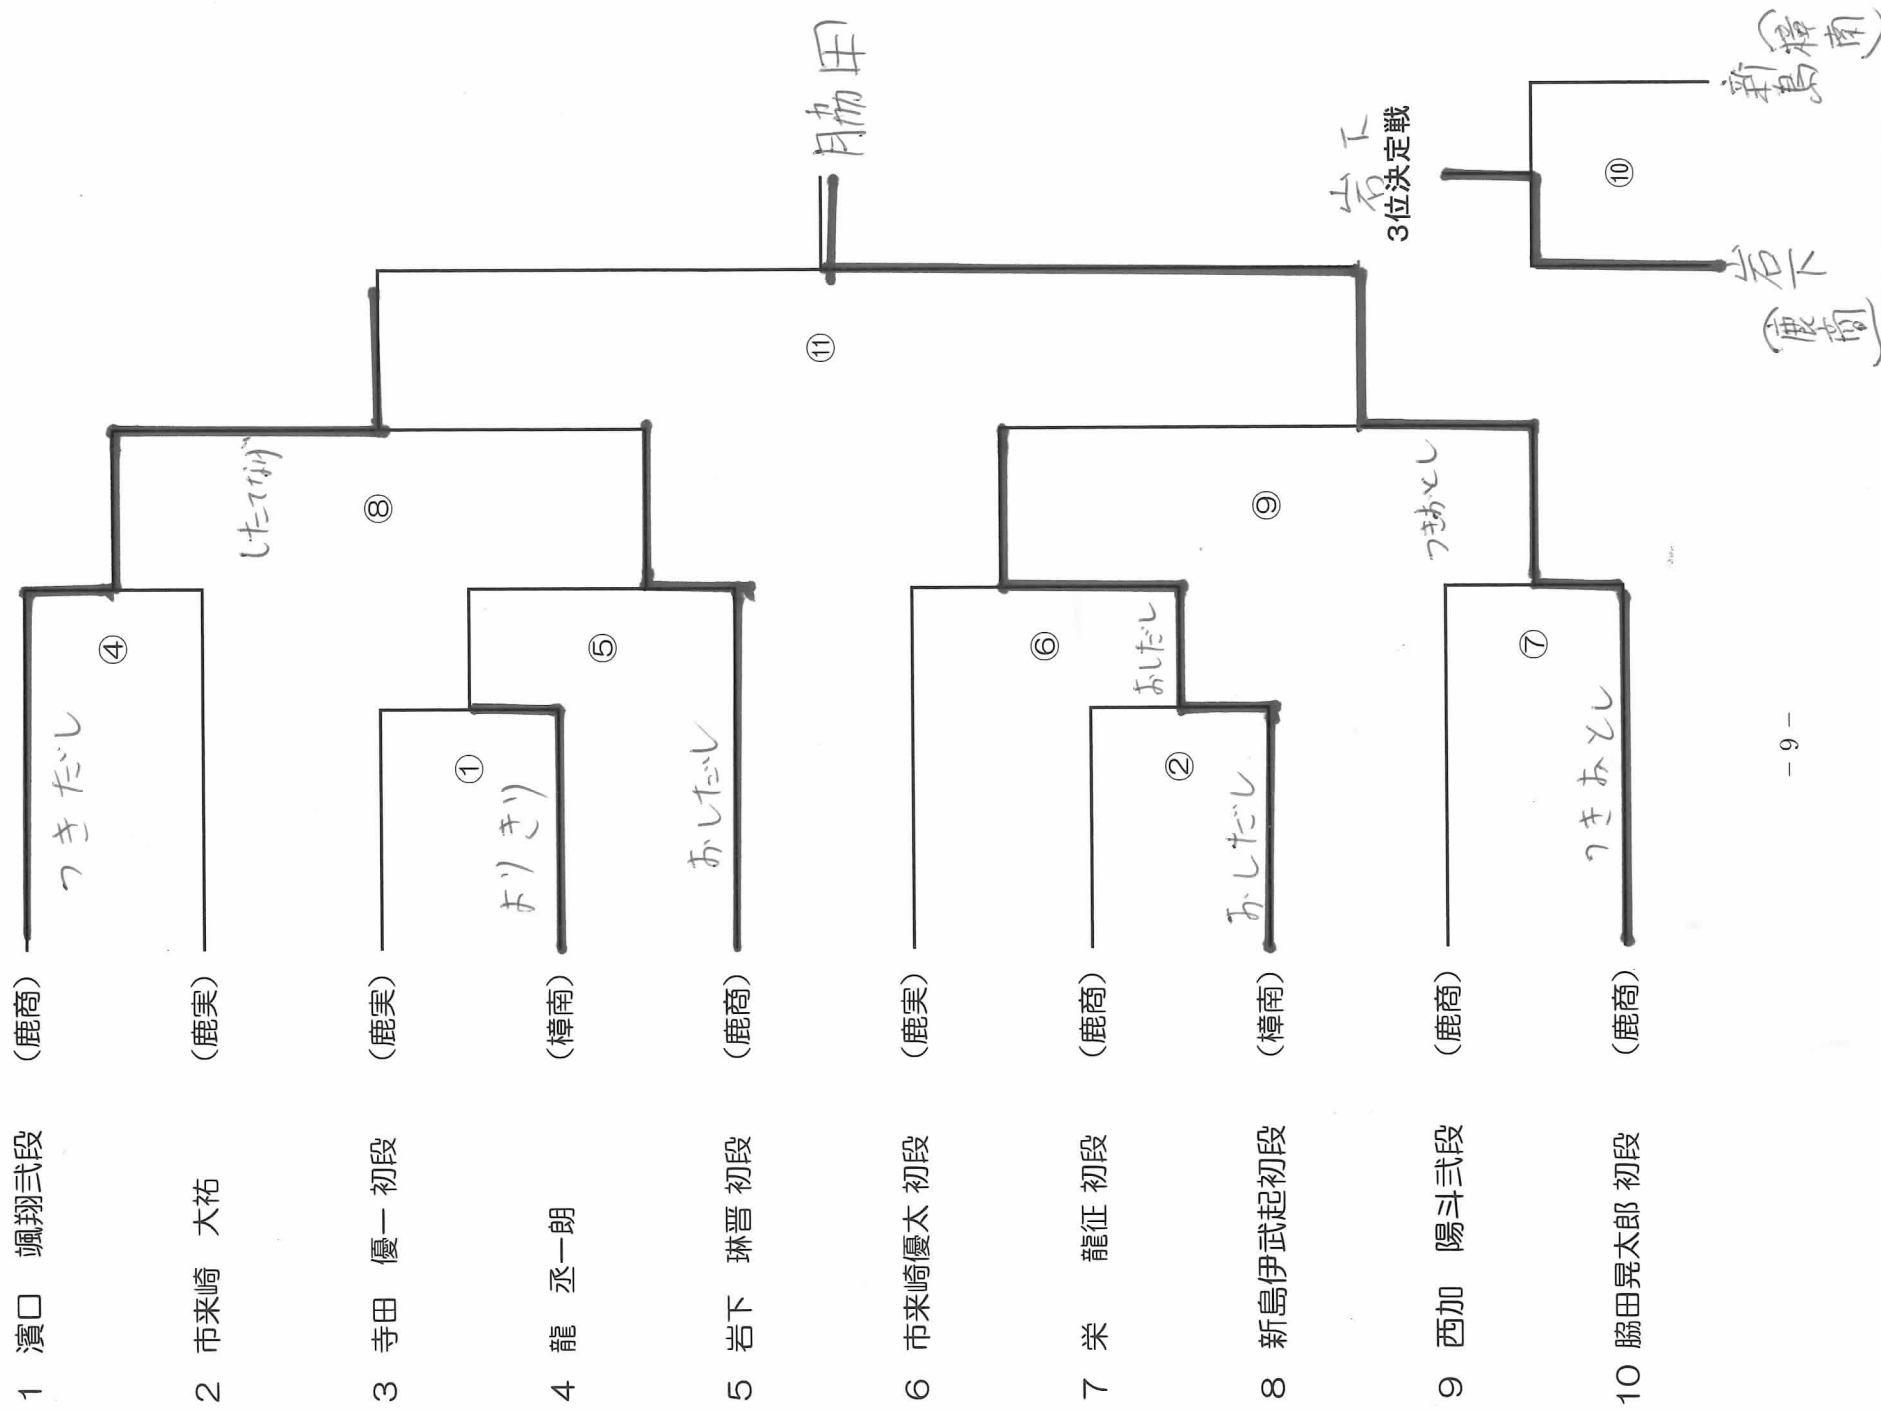 1 濱口 颯翔弐段 (鹿商)
2 市来崎 大祐 (鹿実)
3 寺田 優一 初段 (鹿実)
4 龍 丞一朗 (樟南)
5 岩下 琳晋 初段 (鹿商)
6 市来崎優太 初段 (鹿実)
7 栄 龍征 初段 (鹿商)
8 新島伊武起初段 (樟南)
9 西加 陽斗弐段 (鹿商)
10 脇田晃太郎 初段 (鹿商)
つきだし
よりきり
おしだし
おしだし
つきおとし
①
②
④
⑤
⑥
おしだし
⑦
したてなげ
⑧
⑨
つきおとし
⑪
脇田
岩下
3位決定戦
⑩
岩下
(鹿商)
新島
(樟南)
- 9 -